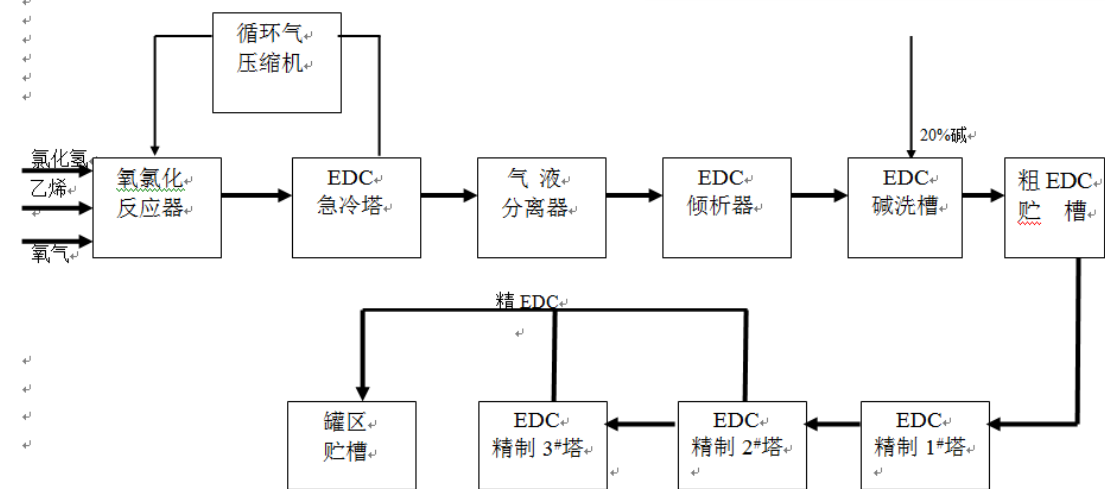 循环气
压缩机
20%碱
氯化氢
乙烯
氧气
氧氯化
反应器
EDC
急冷塔
气 液
分离器
EDC
倾析器
EDC
碱洗槽
粗 EDC
贮 槽
精 EDC
罐区
贮槽
EDC
精制 3#塔
EDC
精制 2#塔
EDC
精制 1#塔